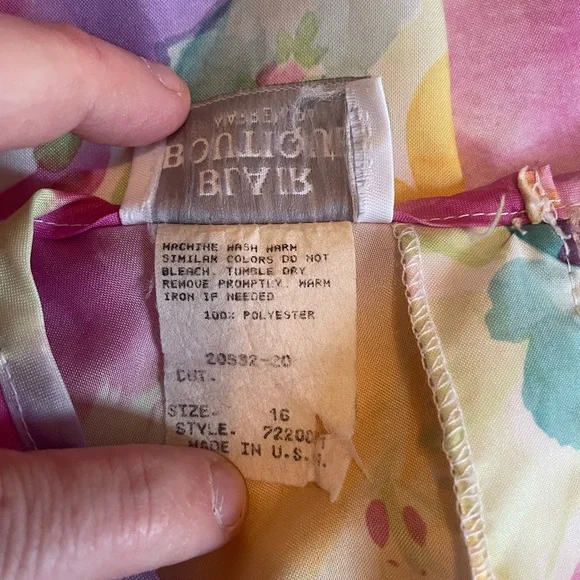 BLAIR
BOUTIQUE
MACHINE WASH WARM
SIMILAR COLORS DO NOT
BLEACH. TUMBLE DRY
REMOVE PROMPTLY. WARM
IRON IF NEEDED
100% POLYESTER
20532-20
CUT.
SIZE- 16
STYLE- 72200
MADE IN U.S.